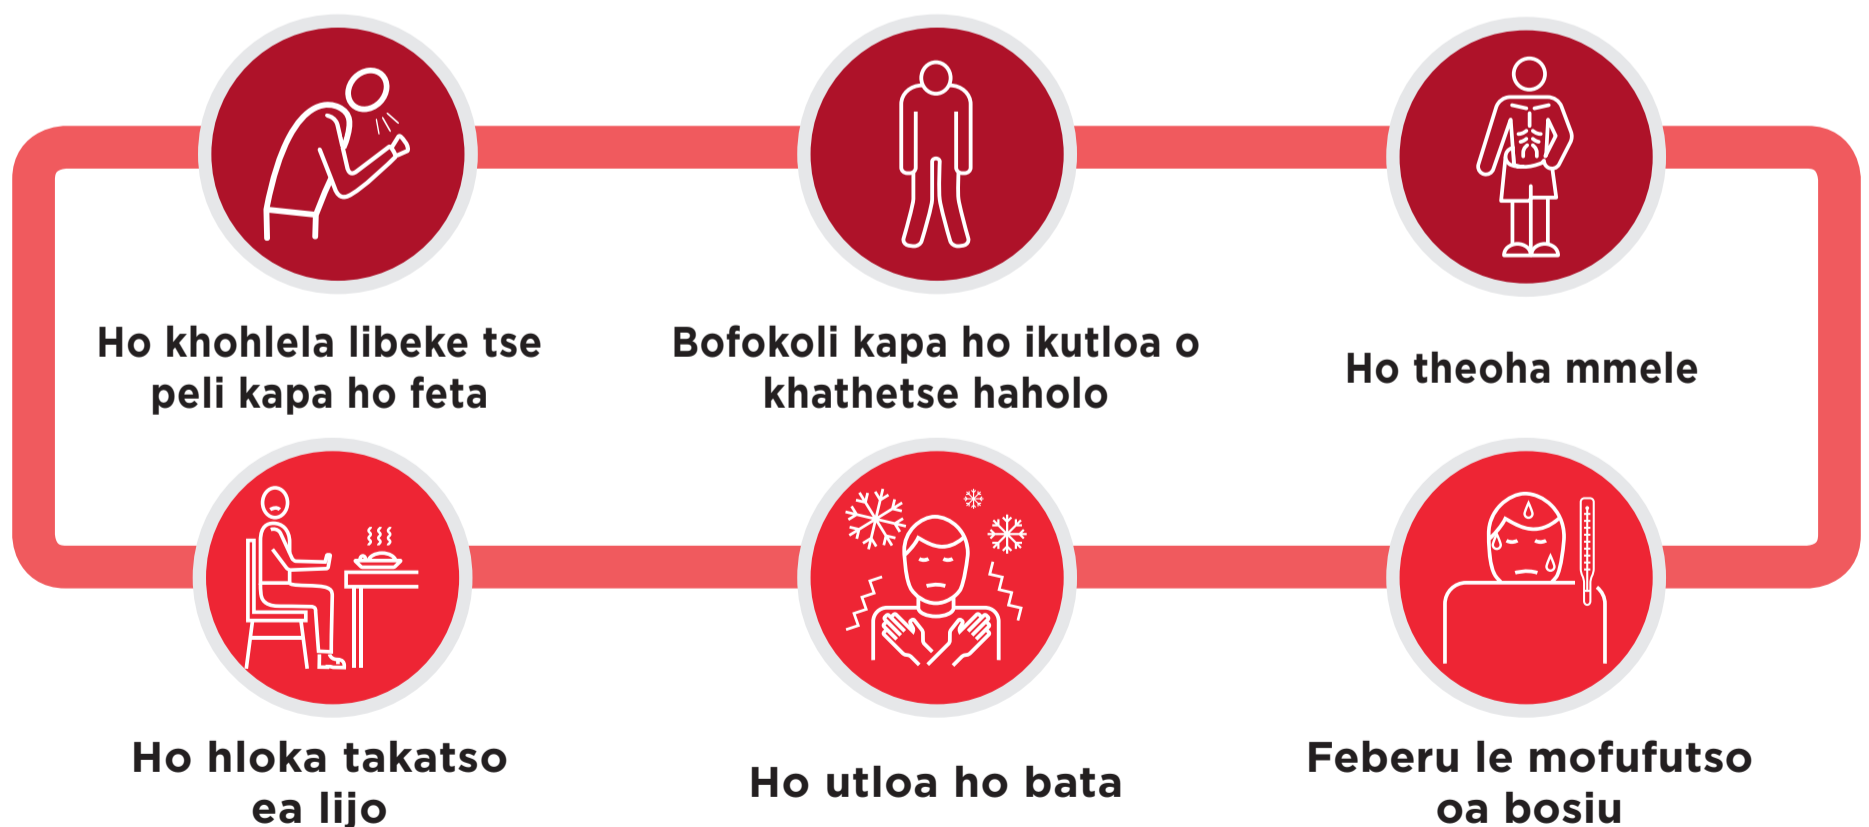 Ho khohlela libeke tse
peli kapa ho feta
Bofokoli kapa ho ikutloa o
khathetse haholo
Ho theoha mmele
Ho hloka takatso
ea lijo
Ho utloa ho bata
Feberu le mofufutso
oa bosiu